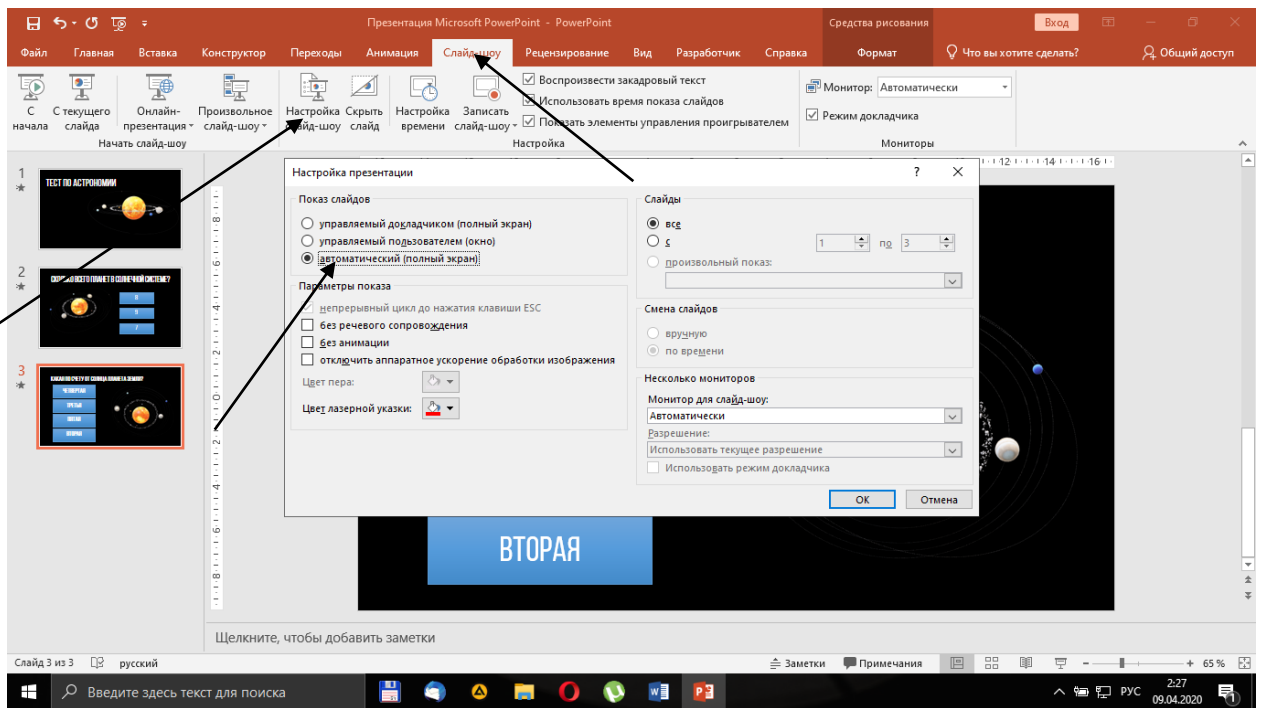 Презентация Microsoft PowerPoint - PowerPoint
Средства рисования
Вход
Файл Главная Вставка Конструктор Переходы Анимация Слайд-шоу Рецензирование Вид Разработчик Справка Формат Что вы хотите сделать? Общий доступ
С начала
С текущего слайда
Онлайн-презентация
Произвольное слайд-шоу
Настройка слайд-шоу
Скрыть слайд
Настройка времени
Записать слайд-шоу
Воспроизвести закадровый текст
Использовать время показа слайдов
Показать элементы управления проигрывателем
Монитор: Автоматически
Режим докладчика
Начать слайд-шоу
Настройка
Мониторы
1
ТЕСТ ПО АСТРОНОМИИ
2
3
Настройка презентации ?
Показ слайдов
управляемый докладчиком (полный экран)
управляемый пользователем (окно)
автоматический (полный экран)
Параметры показа
непрерывный цикл до нажатия клавиши ESC
без речевого сопровождения
без анимации
отключить аппаратное ускорение обработки изображения
Цвет пера:
Цвет лазерной указки:
Слайды
все
с 1 по 3
произвольный показ:
Смена слайдов
вручную
по времени
Несколько мониторов
Монитор для слайд-шоу:
Автоматически
Разрешение:
Использовать текущее разрешение
Использовать режим докладчика
ОК Отмена
ВТОРАЯ
Щелкните, чтобы добавить заметки
Слайд 3 из 3 русский Заметки Примечания 65 %
Введите здесь текст для поиска
РУС
2:27
09.04.2020